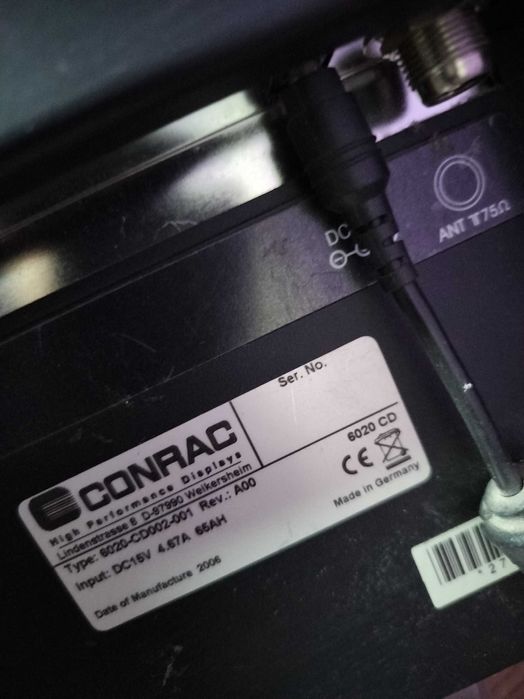 DC
ANT 75Ω
Ser. No.
CONRAC
High Performance Displays
Lindenstrasse 8 D-97990 Weikersheim
Type: 6020-CD002-001 Rev.: A00
Input: DC15V 4.67A 65AH
Date of Manufacture 2006
6020 CD
CE
Made in Germany
*27